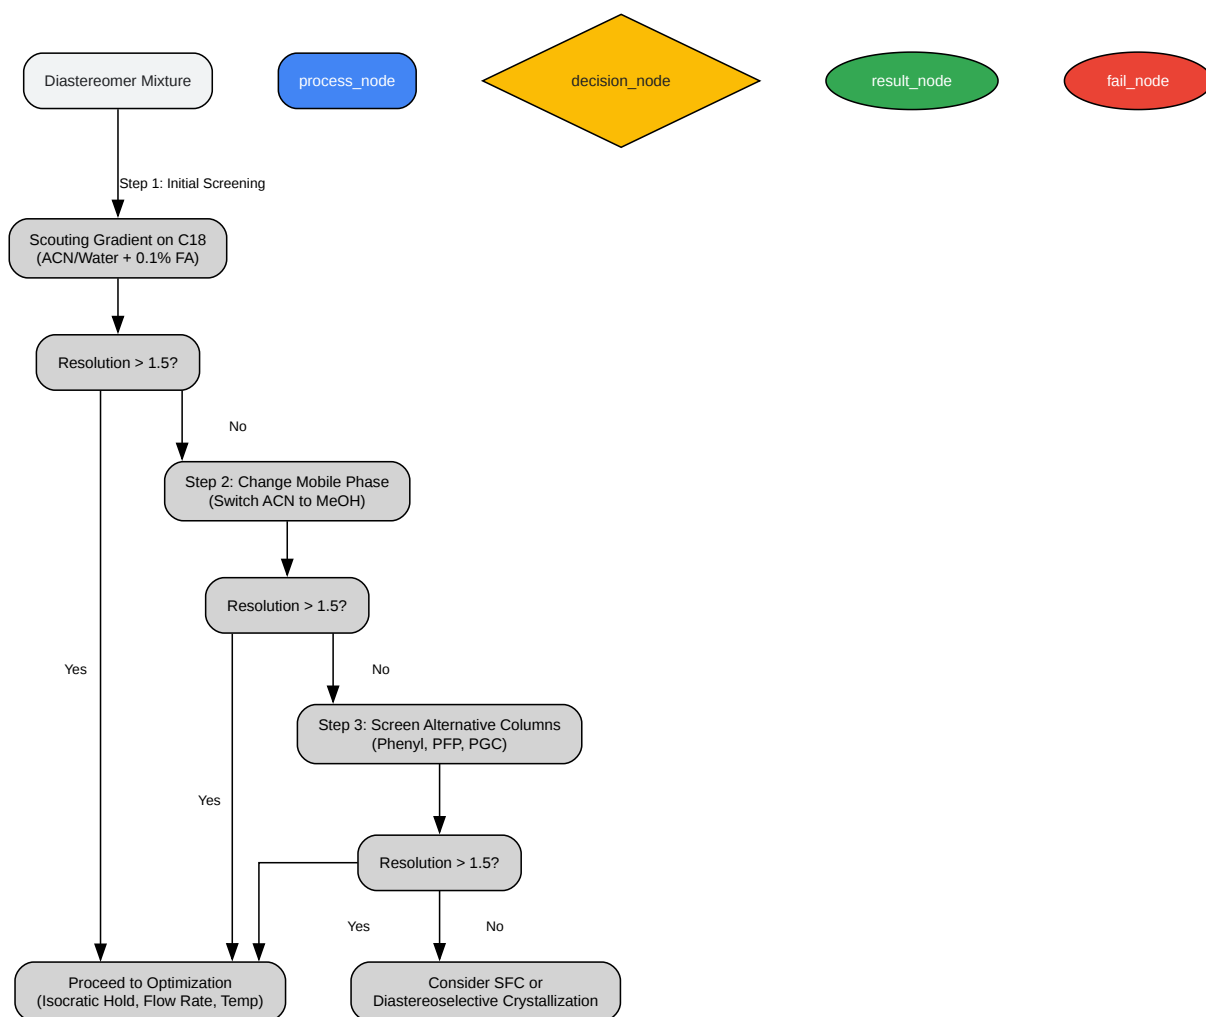 Diastereomer Mixture
process_node
decision_node
result_node
fail_node
Step 1: Initial Screening
Scouting Gradient on C18
(ACN/Water + 0.1% FA)
Resolution > 1.5?
No
Step 2: Change Mobile Phase
(Switch ACN to MeOH)
Resolution > 1.5?
Yes
No
Step 3: Screen Alternative Columns
(Phenyl, PFP, PGC)
Yes
Resolution > 1.5?
Yes
No
Proceed to Optimization
(Isocratic Hold, Flow Rate, Temp)
Consider SFC or
Diastereoselective Crystallization